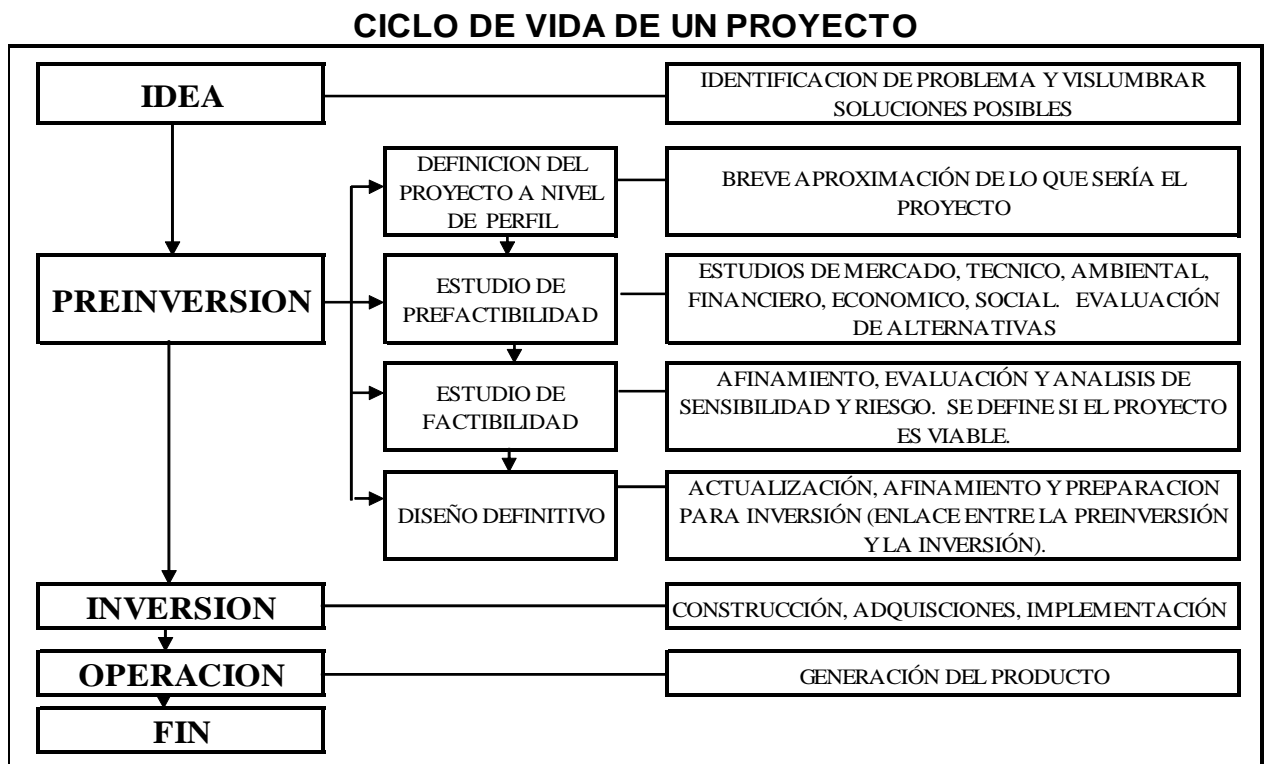 CICLO DE VIDA DE UN PROYECTO
IDEA
IDENTIFICACION DE PROBLEMA Y VISLUMBRAR
SOLUCIONES POSIBLES
DEFINICION DEL
PROYECTO A NIVEL
DE PERFIL
BREVE APROXIMACIÓN DE LO QUE SERÍA EL
PROYECTO
PREINVERSION
ESTUDIO DE
PREFACTIBILIDAD
ESTUDIOS DE MERCADO, TECNICO, AMBIENTAL,
FINANCIERO, ECONOMICO, SOCIAL. EVALUACIÓN
DE ALTERNATIVAS
ESTUDIO DE
FACTIBILIDAD
AFINAMIENTO, EVALUACIÓN Y ANALISIS DE
SENSIBILIDAD Y RIESGO. SE DEFINE SI EL PROYECTO
ES VIABLE.
DISEÑO DEFINITIVO
ACTUALIZACIÓN, AFINAMIENTO Y PREPARACION
PARA INVERSIÓN (ENLACE ENTRE LA PREINVERSIÓN
Y LA INVERSIÓN).
INVERSION
CONSTRUCCIÓN, ADQUISCIONES, IMPLEMENTACIÓN
OPERACION
GENERACIÓN DEL PRODUCTO
FIN